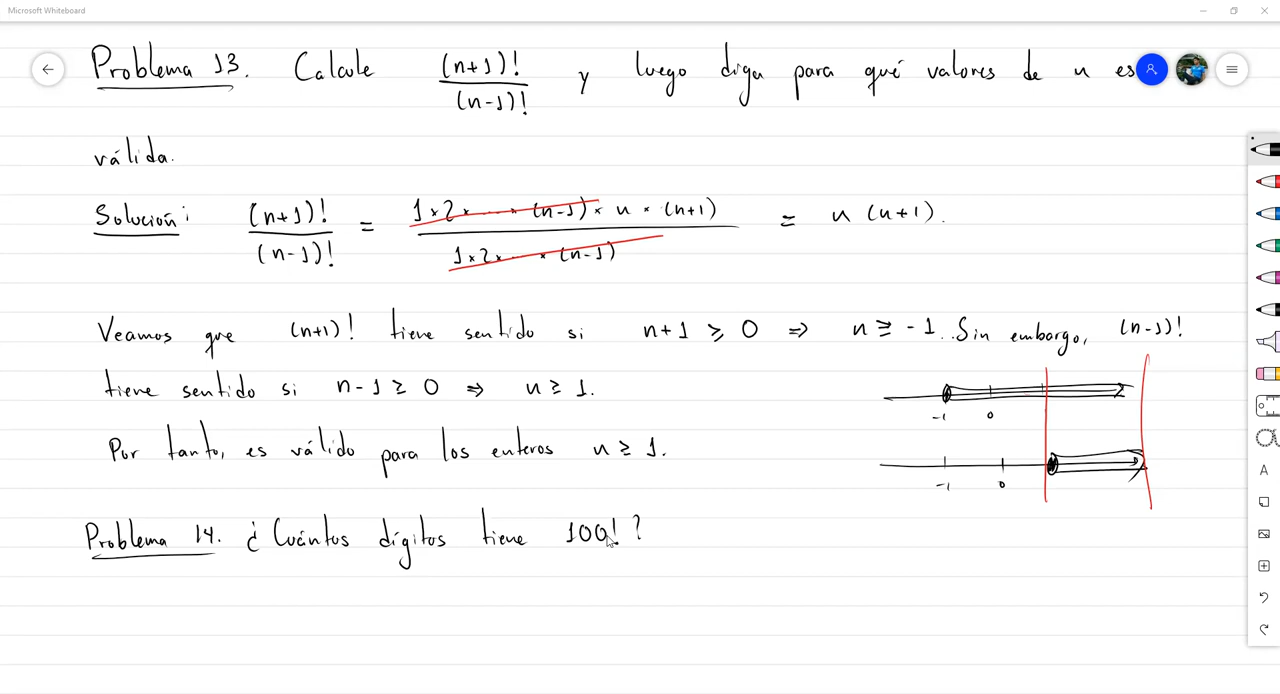 Microsoft Whiteboard
Problema 13. Calcule (n+1)! / (n-1)! y luego diga para qué valores de n es
válida.
Solución: (n+1)! / (n-1)! = 1×2×....×(n-1)×n×(n+1) / 1×2×...×(n-1) = n(n+1).
Veamos que (n+1)! tiene sentido si n+1 ≥ 0 ⇒ n ≥ -1. Sin embargo, (n-1)!
tiene sentido si n-1 ≥ 0 ⇒ n ≥ 1.
-1 0
Por tanto, es válido para los enteros n ≥ 1.
-1 0
Problema 14. ¿Cuántos dígitos tiene 100!?
A